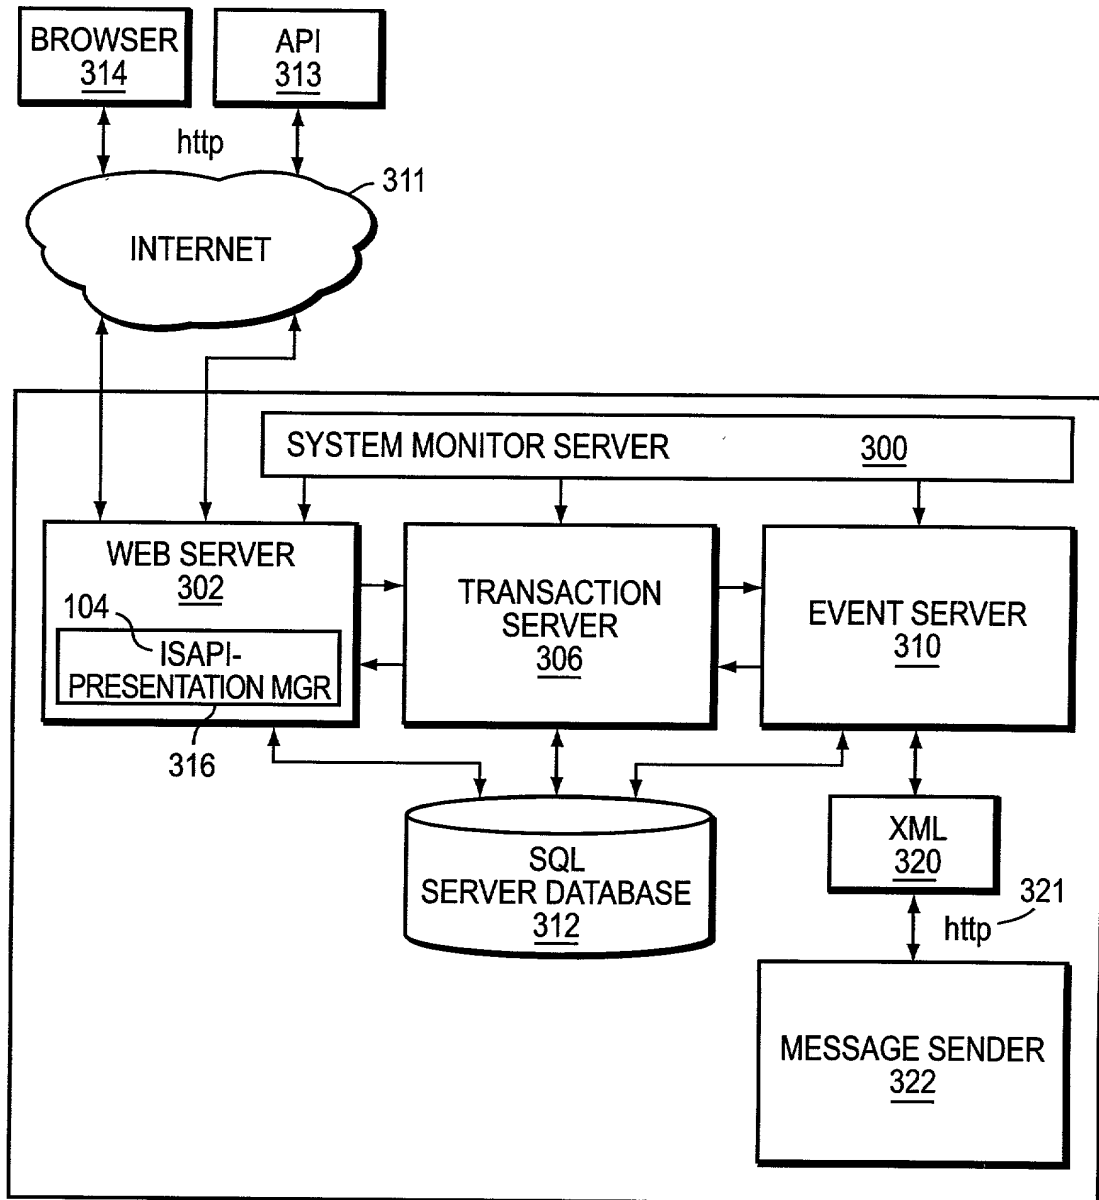 BROWSER
314
API
313
http
311
INTERNET
SYSTEM MONITOR SERVER 300
WEB SERVER
302
104
ISAPI-
PRESENTATION MGR
316
TRANSACTION
SERVER
306
EVENT SERVER
310
SQL
SERVER DATABASE
312
XML
320
321
http
MESSAGE SENDER
322